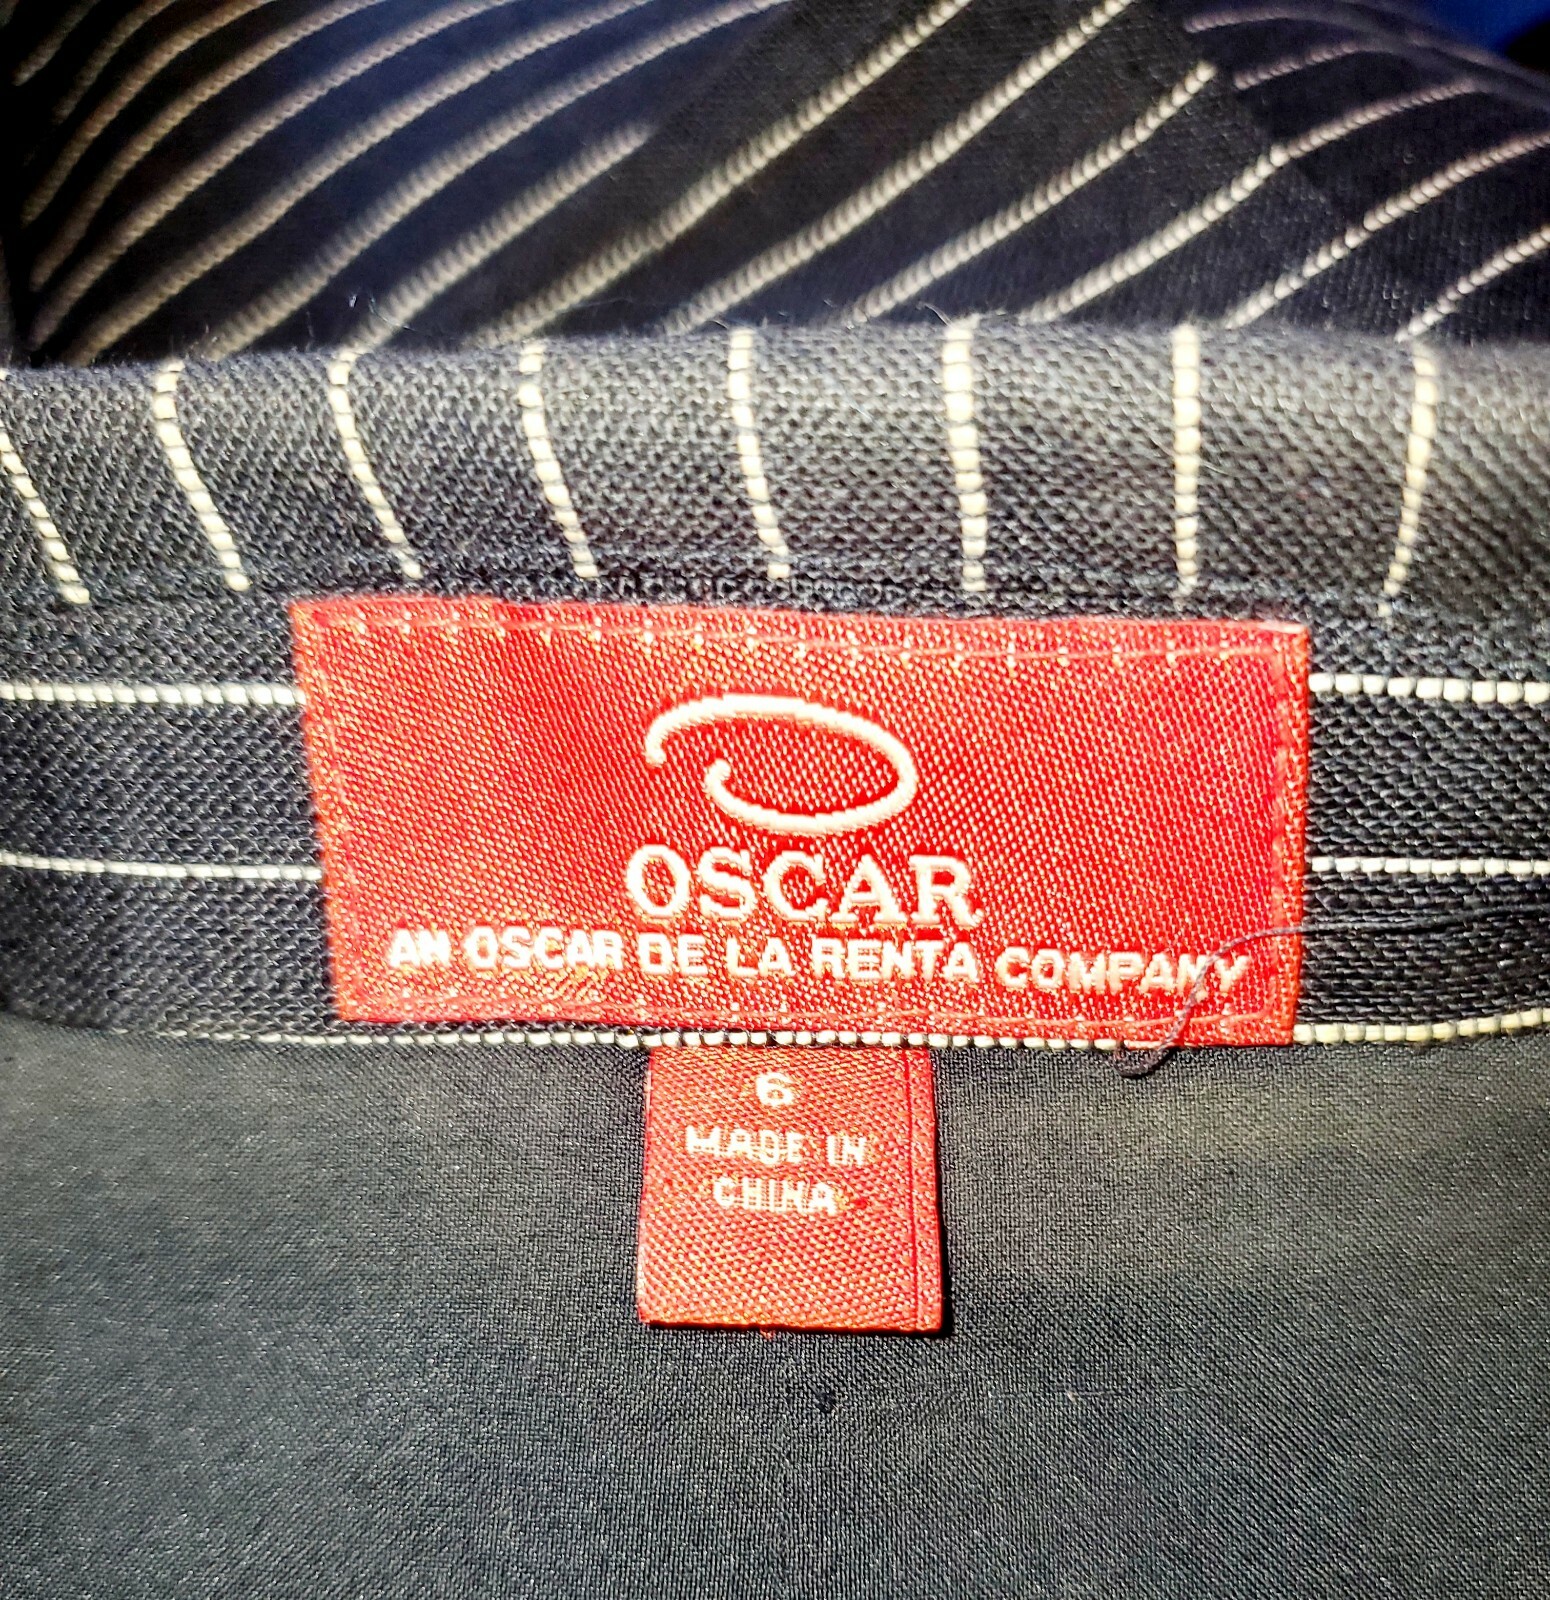 OSCAR
AN OSCAR DE LA RENTA COMPANY
6
MADE IN
CHINA